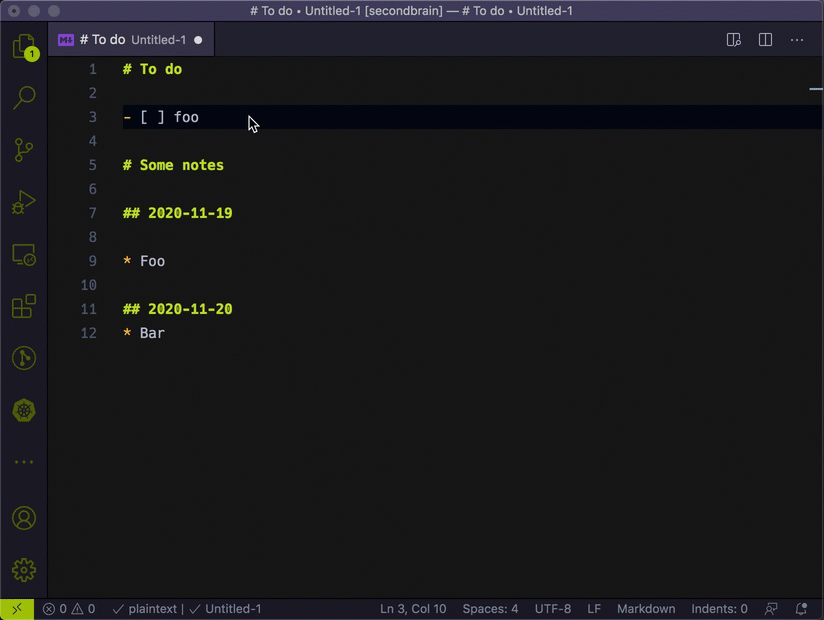 # To do • Untitled-1 [secondbrain] — # To do • Untitled-1
# To do Untitled-1
1
1 # To do
2
3 - [ ] foo
4
5 # Some notes
6
7 ## 2020-11-19
8
9 * Foo
10
11 ## 2020-11-20
12 * Bar
0 0 plaintext | Untitled-1 Ln 3, Col 10 Spaces: 4 UTF-8 LF Markdown Indents: 0